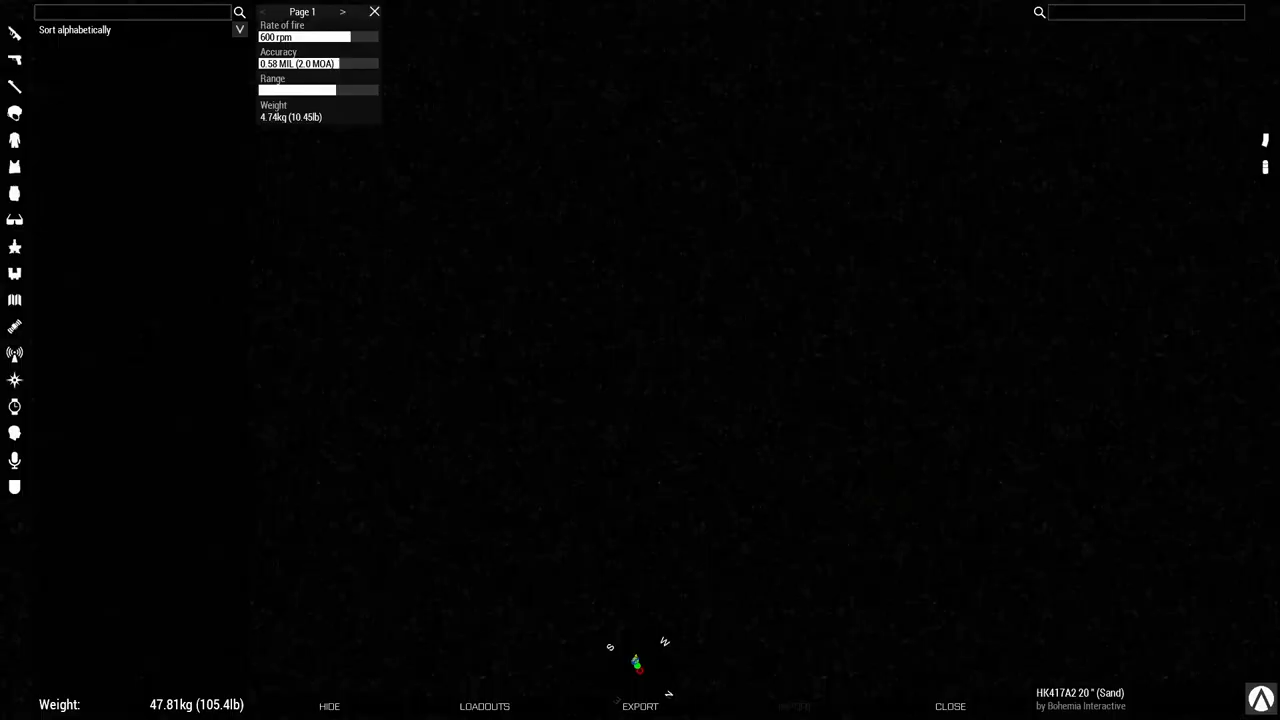 Sort alphabetically
< Page 1 >
Rate of fire
600 rpm
Accuracy
0.58 MIL (2.0 MOA)
Range
Weight
4.74kg (10.45lb)
S
W
N
Weight: 47.81kg (105.4lb)
HIDE
LOADOUTS
EXPORT
IMPORT
CLOSE
HK417A2 20 " (Sand)
by Bohemia Interactive